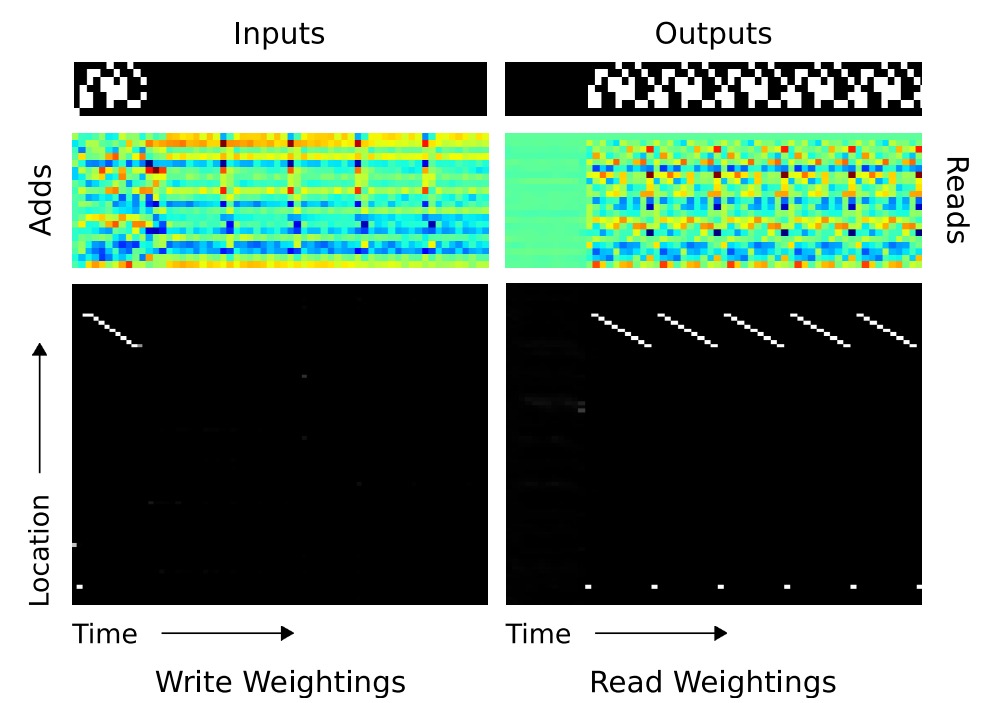 Inputs
Outputs
Adds
Reads
Location
Time
Time
Write Weightings
Read Weightings